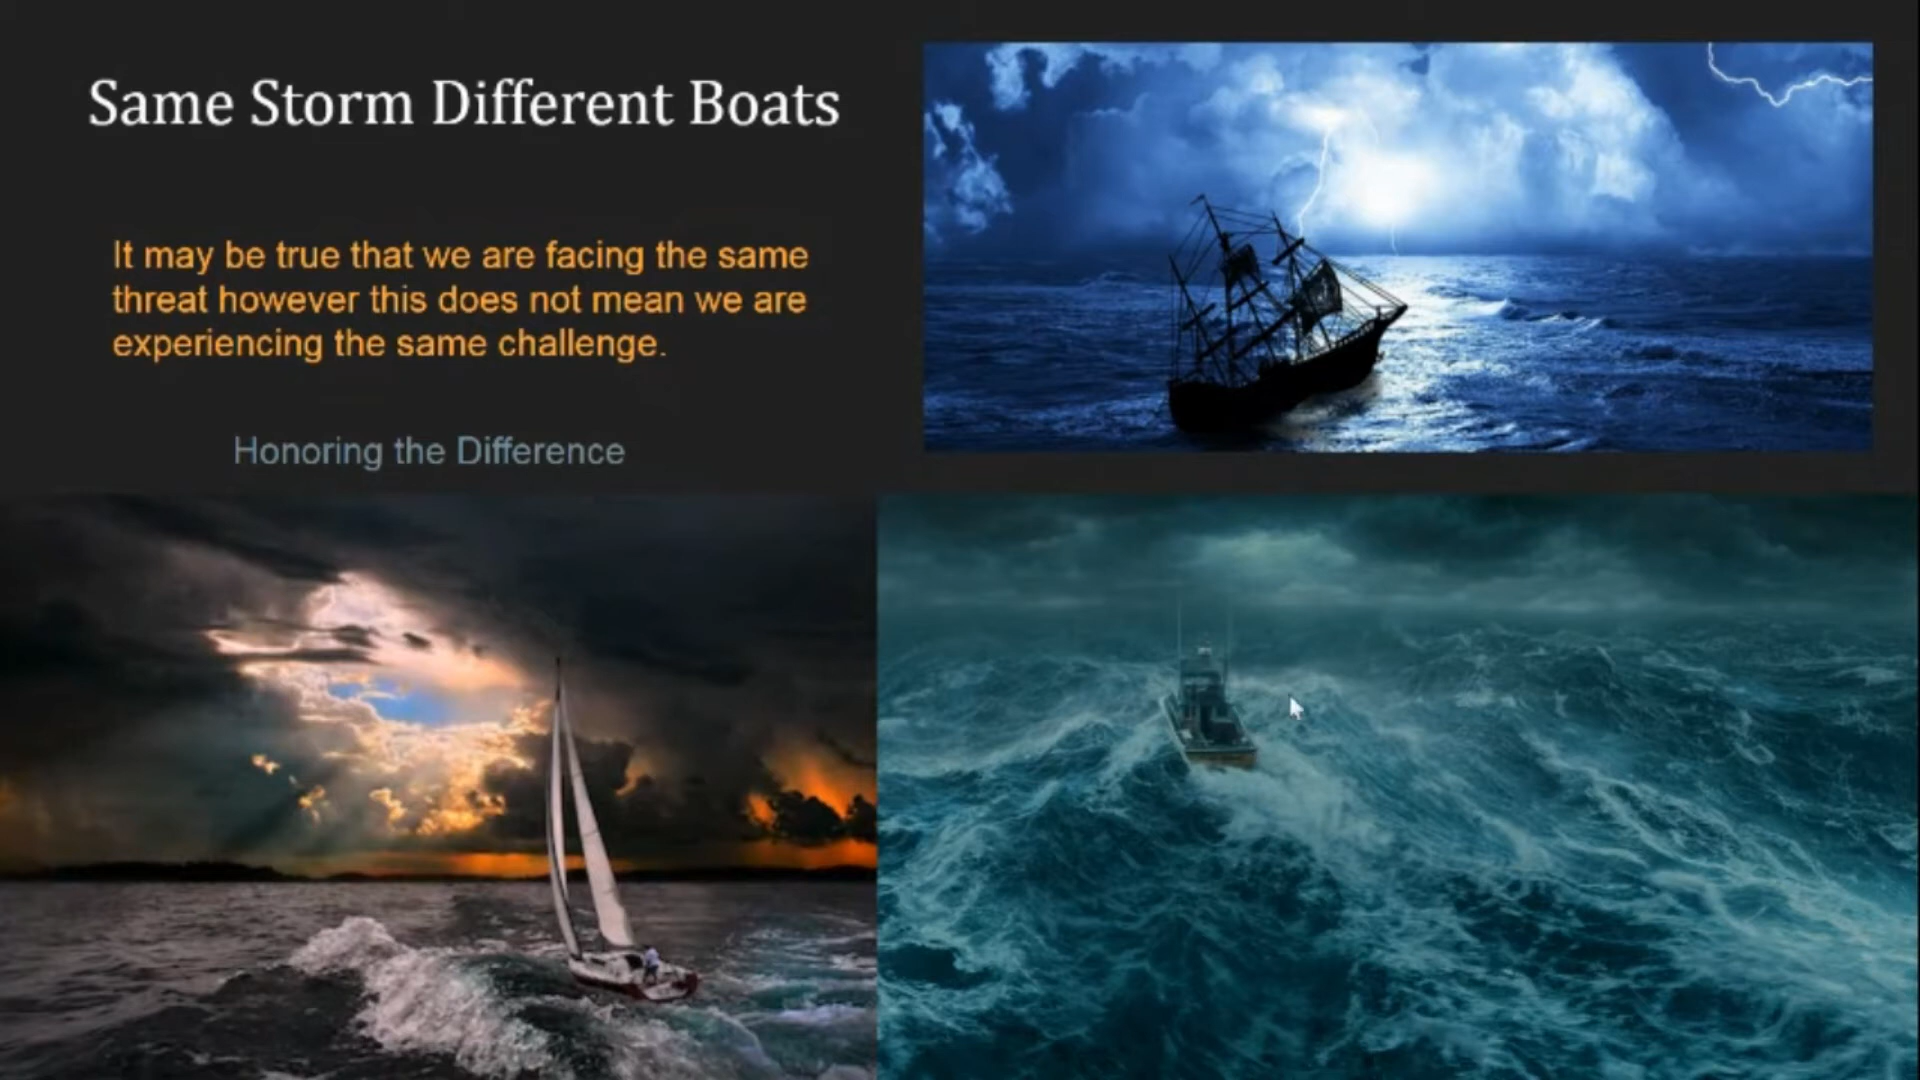 Same Storm Different Boats
It may be true that we are facing the same
threat however this does not mean we are
experiencing the same challenge.
Honoring the Difference